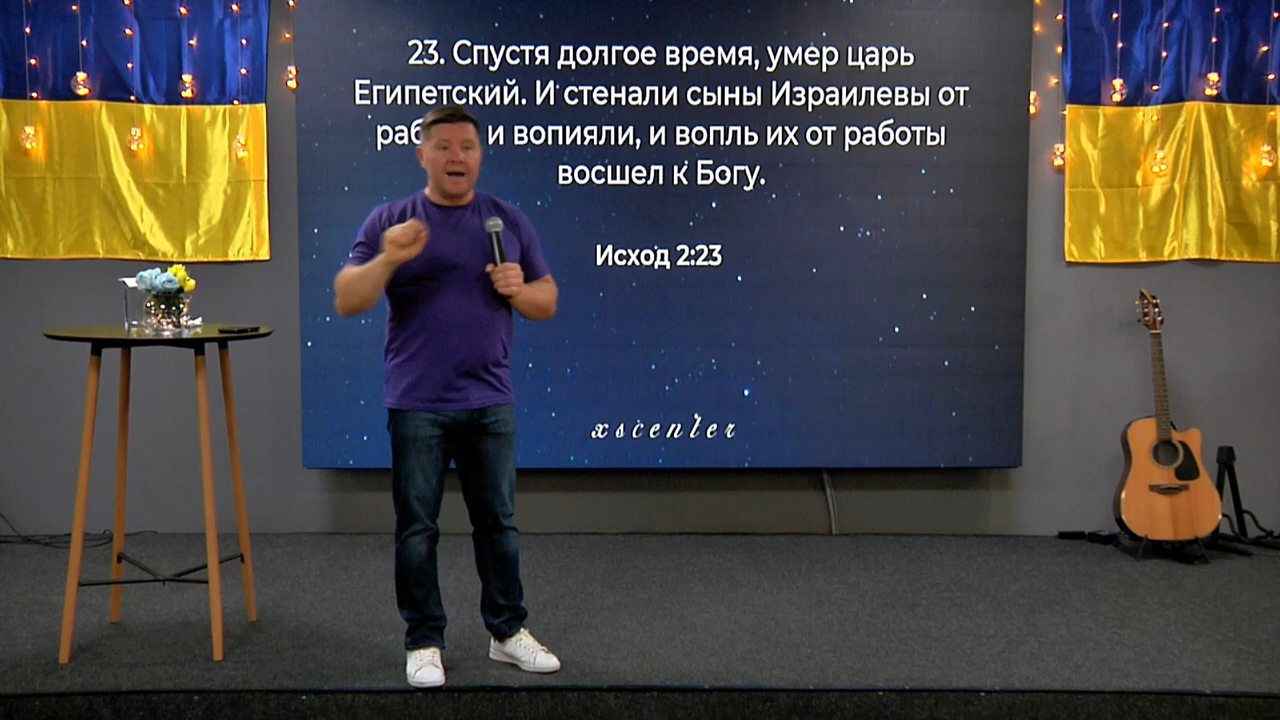 23. Спустя долгое время, умер царь
Египетский. И стенали сыны Израилевы от
и вопияли, и вопль их от работы
восшел к Богу.
Исход 2:23
xscenter